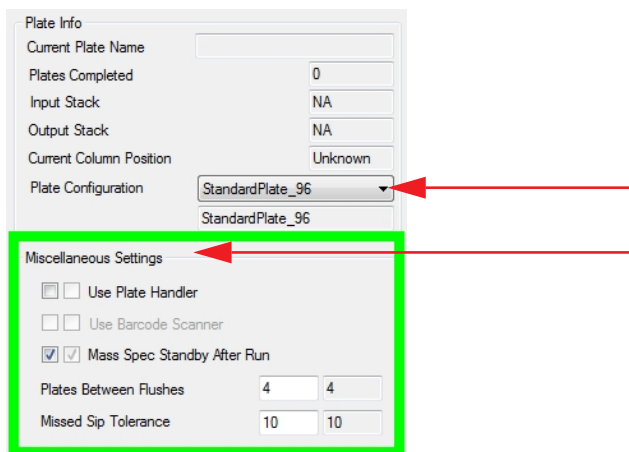 Plate Info
Current Plate Name
Plates Completed 0
Input Stack NA
Output Stack NA
Current Column Position Unknown
Plate Configuration StandardPlate_96
StandardPlate_96
Miscellaneous Settings
Use Plate Handler
Use Barcode Scanner
Mass Spec Standby After Run
Plates Between Flushes 4 4
Missed Sip Tolerance 10 10